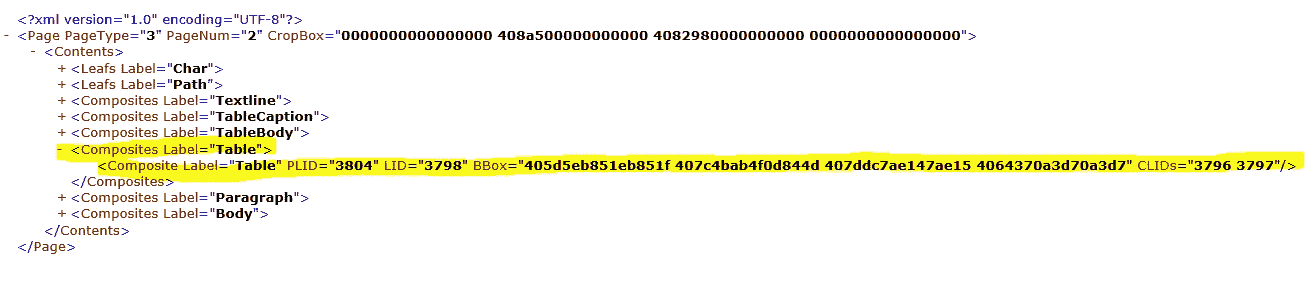 <?xml version="1.0" encoding="UTF-8"?>
- <Page PageType="3" PageNum="2" CropBox="0000000000000000 408a500000000000 4082980000000000 0000000000000000">
- <Contents>
+ <Leafs Label="Char">
+ <Leafs Label="Path">
+ <Composites Label="Textline">
+ <Composites Label="TableCaption">
+ <Composites Label="TableBody">
- <Composites Label="Table">
<Composite Label="Table" PLID="3804" LID="3798" BBox="405d5eb851eb851f 407c4bab4f0d844d 407ddc7ae147ae15 4064370a3d70a3d7" CLIDs="3796 3797"/>
</Composites>
+ <Composites Label="Paragraph">
+ <Composites Label="Body">
</Contents>
</Page>